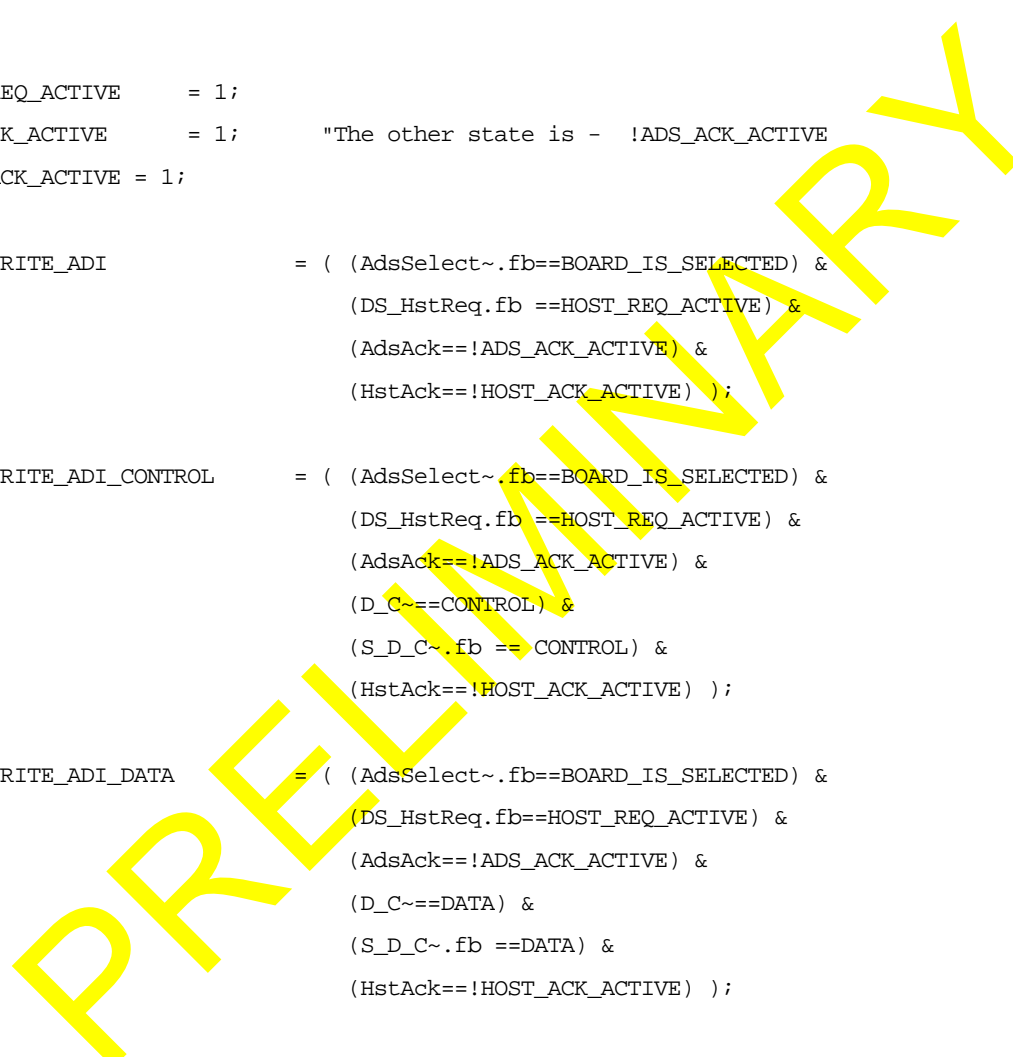 EQ_ACTIVE = 1;
K_ACTIVE = 1; "The other state is - !ADS_ACK_ACTIVE
CK_ACTIVE = 1;
RITE_ADI = ( (AdsSelect~.fb==BOARD_IS_SELECTED) &
(DS_HstReq.fb ==HOST_REQ_ACTIVE) &
(AdsAck==!ADS_ACK_ACTIVE) &
(HstAck==!HOST_ACK_ACTIVE) );
RITE_ADI_CONTROL = ( (AdsSelect~.fb==BOARD_IS_SELECTED) &
(DS_HstReq.fb ==HOST_REQ_ACTIVE) &
(AdsAck==!ADS_ACK_ACTIVE) &
(D_C~==CONTROL) &
(S_D_C~.fb == CONTROL) &
(HstAck==!HOST_ACK_ACTIVE) );
RITE_ADI_DATA = ( (AdsSelect~.fb==BOARD_IS_SELECTED) &
(DS_HstReq.fb==HOST_REQ_ACTIVE) &
(AdsAck==!ADS_ACK_ACTIVE) &
(D_C~==DATA) &
(S_D_C~.fb ==DATA) &
(HstAck==!HOST_ACK_ACTIVE) );
PRELIMINARY